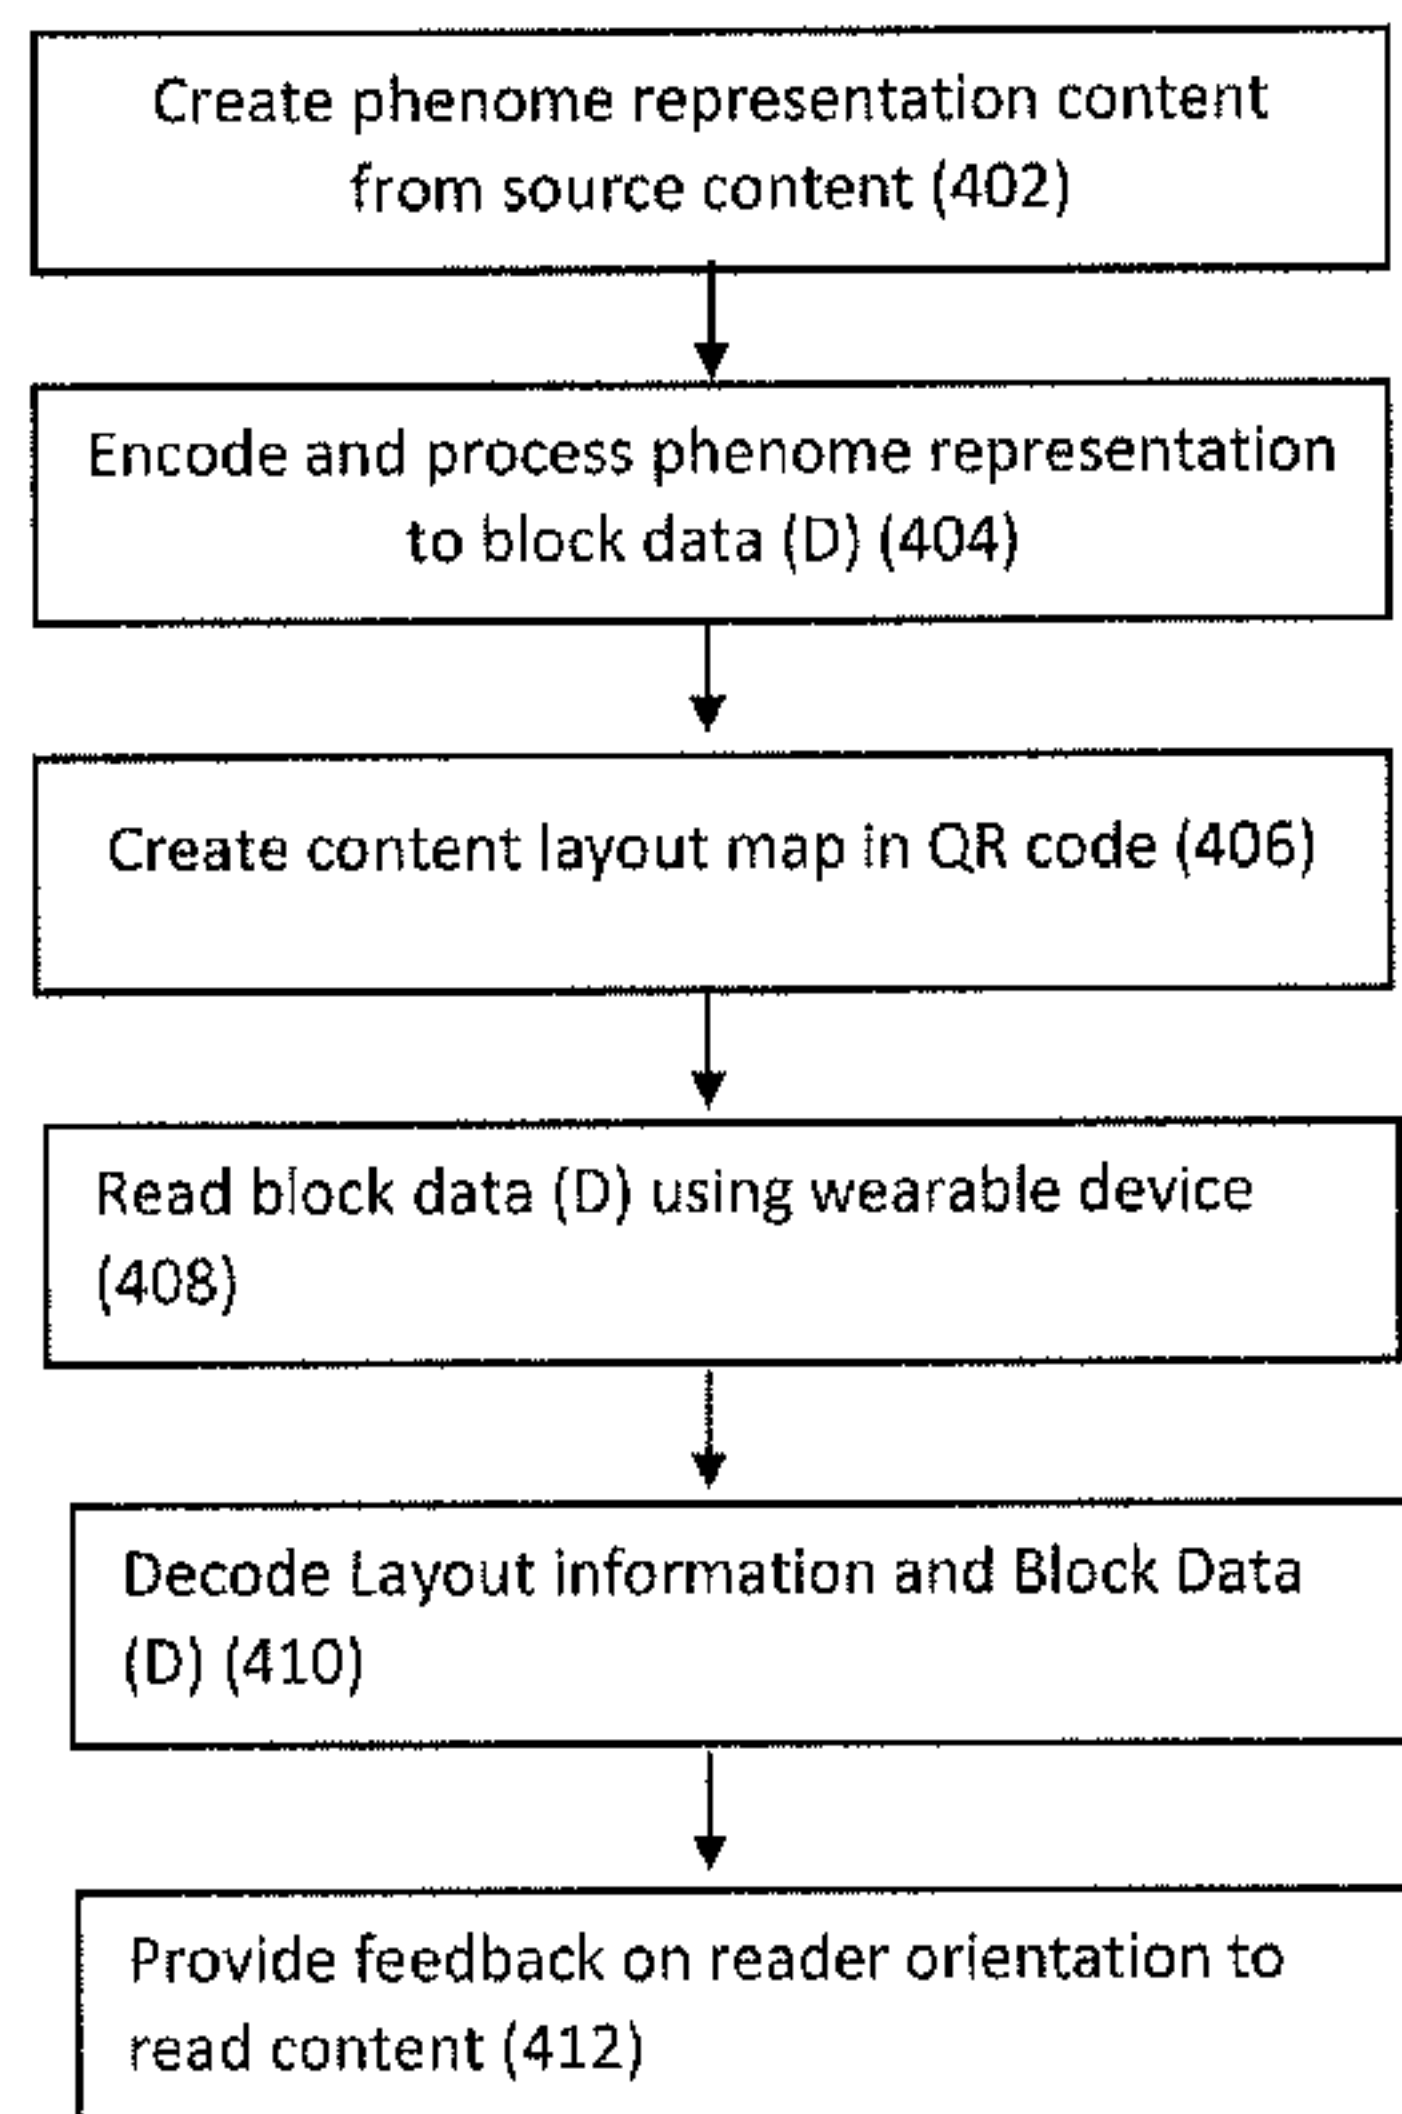 Create phenome representation content
from source content (402)
Encode and process phenome representation
to block data (D) (404)
Create content layout map in QR code (406)
Read block data (D) using wearable device
(408)
Decode Layout information and Block Data
(D) (410)
Provide feedback on reader orientation to
read content (412)